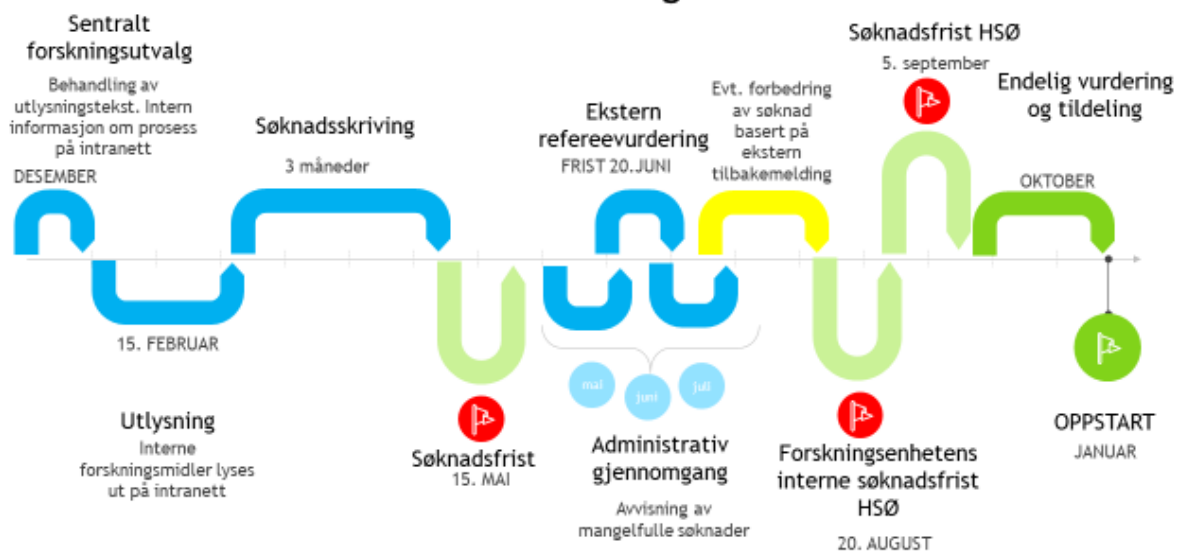 Sentralt
forskningsutvalg
Behandling av
utlysningstekst. Intern
informasjon om prosess
på intranett
DESEMBER
15. FEBRUAR
Utlysning
Interne
forskningsmidler lyses
ut på intranett
Søknadsskriving
3 måneder
Søknadsfrist
15. MAI
Ekstern
refereevurdering
FRIST 20.JUNI
mai
juni
juli
Administrativ
gjennomgang
Avvisning av
mangelfulle søknader
Evt. forbedring
av søknad
basert på
ekstern
tilbakemelding
Forskningsenhetens
interne søknadsfrist
HSØ
20. AUGUST
Søknadsfrist HSØ
5. september
Endelig vurdering
og tildeling
OKTOBER
OPPSTART
JANUAR